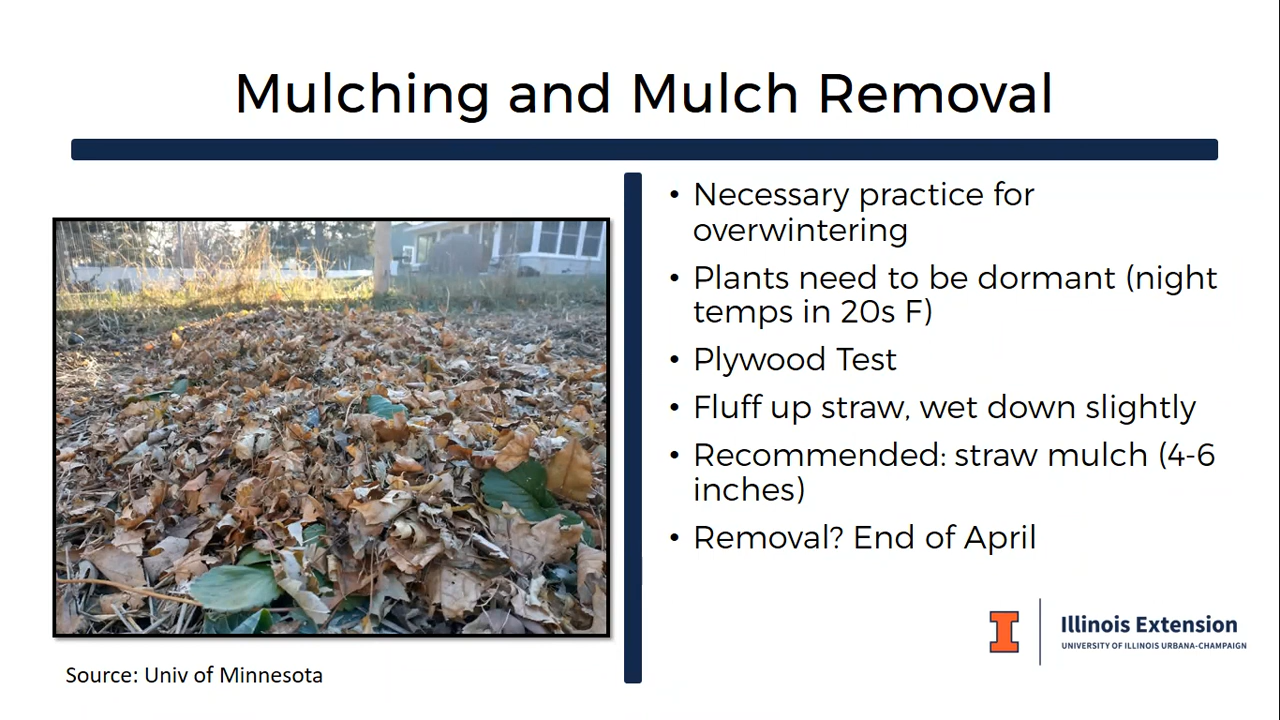 Mulching and Mulch Removal
• Necessary practice for
overwintering
• Plants need to be dormant (night
temps in 20s F)
• Plywood Test
• Fluff up straw, wet down slightly
• Recommended: straw mulch (4-6
inches)
• Removal? End of April
Source: Univ of Minnesota
I
Illinois Extension
UNIVERSITY OF ILLINOIS URBANA-CHAMPAIGN